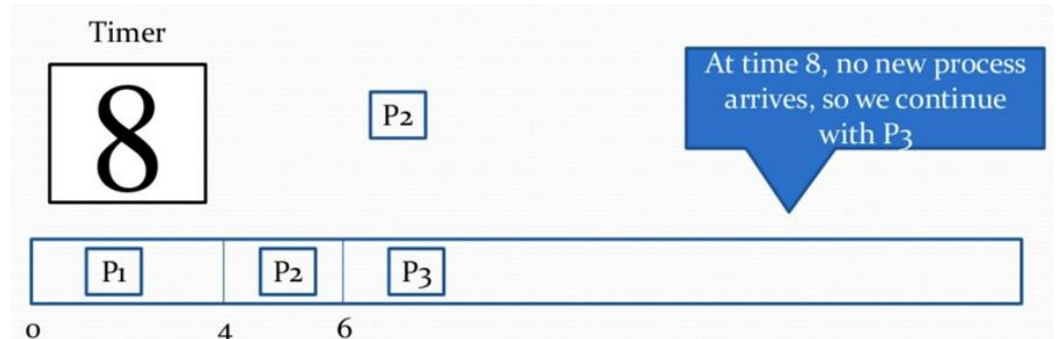 Timer
8
P2
At time 8, no new process
arrives, so we continue
with P3
P1 P2 P3
0 4 6